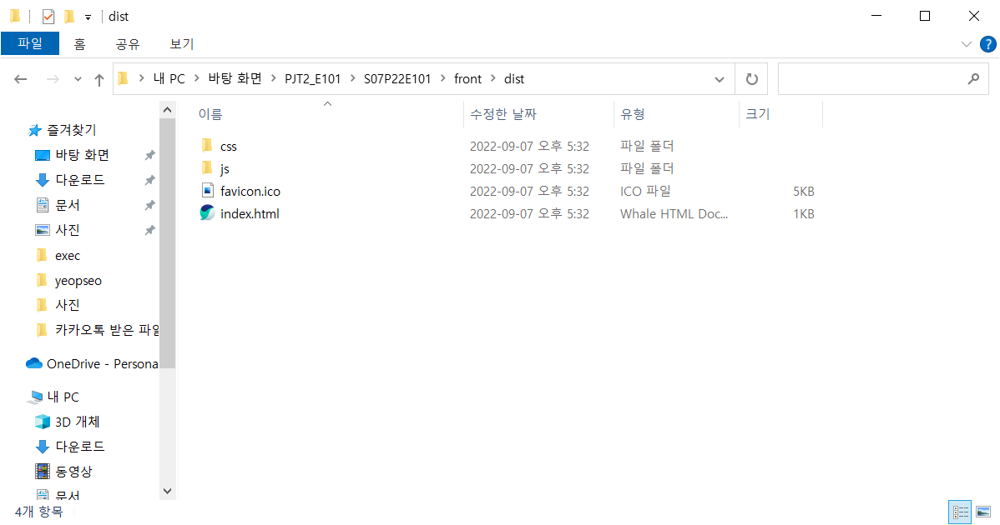 dist
파일 홈 공유 보기
내 PC 바탕 화면 PJT2_E101 S07P22E101 front dist
즐겨찾기
바탕 화면
다운로드
문서
사진
exec
yeopseo
사진
카카오톡 받은 파일
OneDrive - Persona
내 PC
3D 개체
다운로드
동영상
문서
이름 수정한 날짜 유형 크기
css 2022-09-07 오후 5:32 파일 폴더
js 2022-09-07 오후 5:32 파일 폴더
favicon.ico 2022-09-07 오후 5:32 ICO 파일 5KB
index.html 2022-09-07 오후 5:32 Whale HTML Doc... 1KB
4개 항목